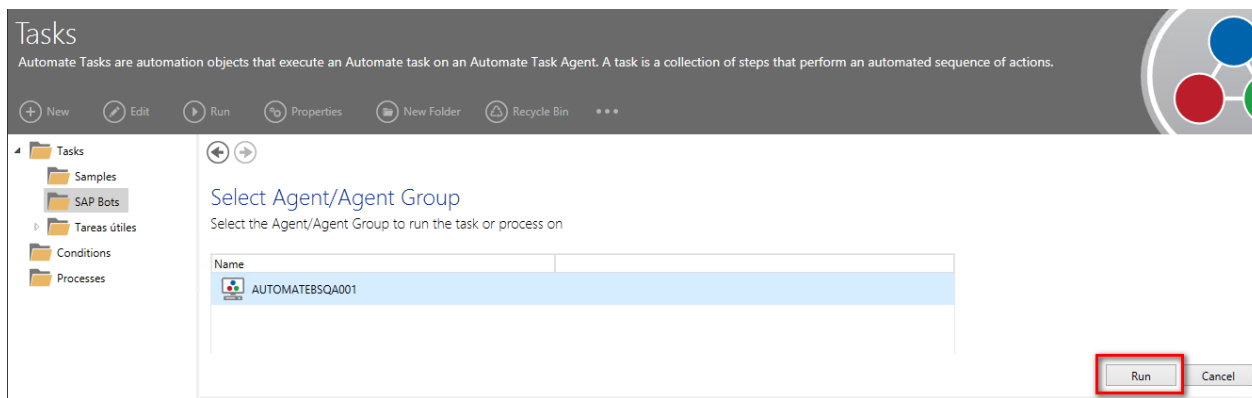 Tasks
Automate Tasks are automation objects that execute an Automate task on an Automate Task Agent. A task is a collection of steps that perform an automated sequence of actions.
New Edit Run Properties New Folder Recycle Bin
Tasks
Samples
SAP Bots
Tareas útiles
Conditions
Processes
Select Agent/Agent Group
Select the Agent/Agent Group to run the task or process on
Name
AUTOMATEBSQA001
Run Cancel